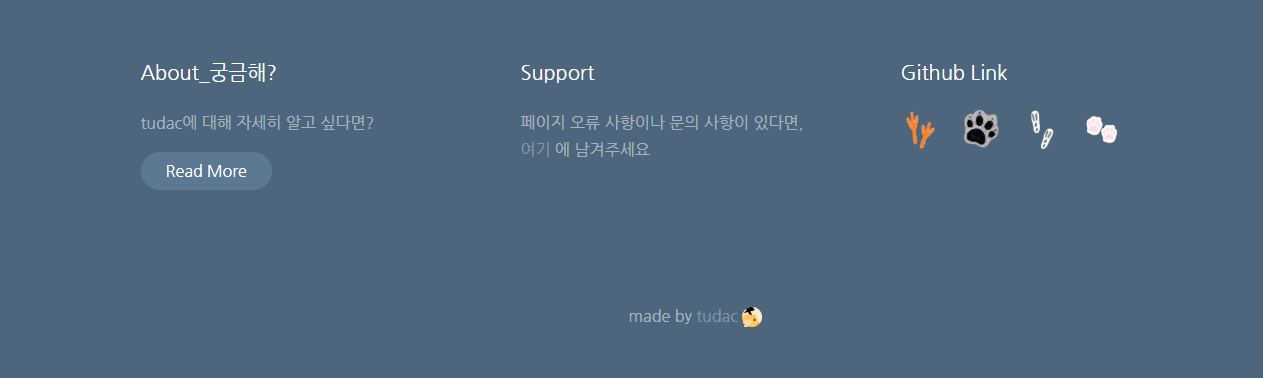 About_궁금해?
tudac에 대해 자세히 알고 싶다면?
Read More
Support
페이지 오류 사항이나 문의 사항이 있다면,
여기 에 남겨주세요
Github Link
made by tudac